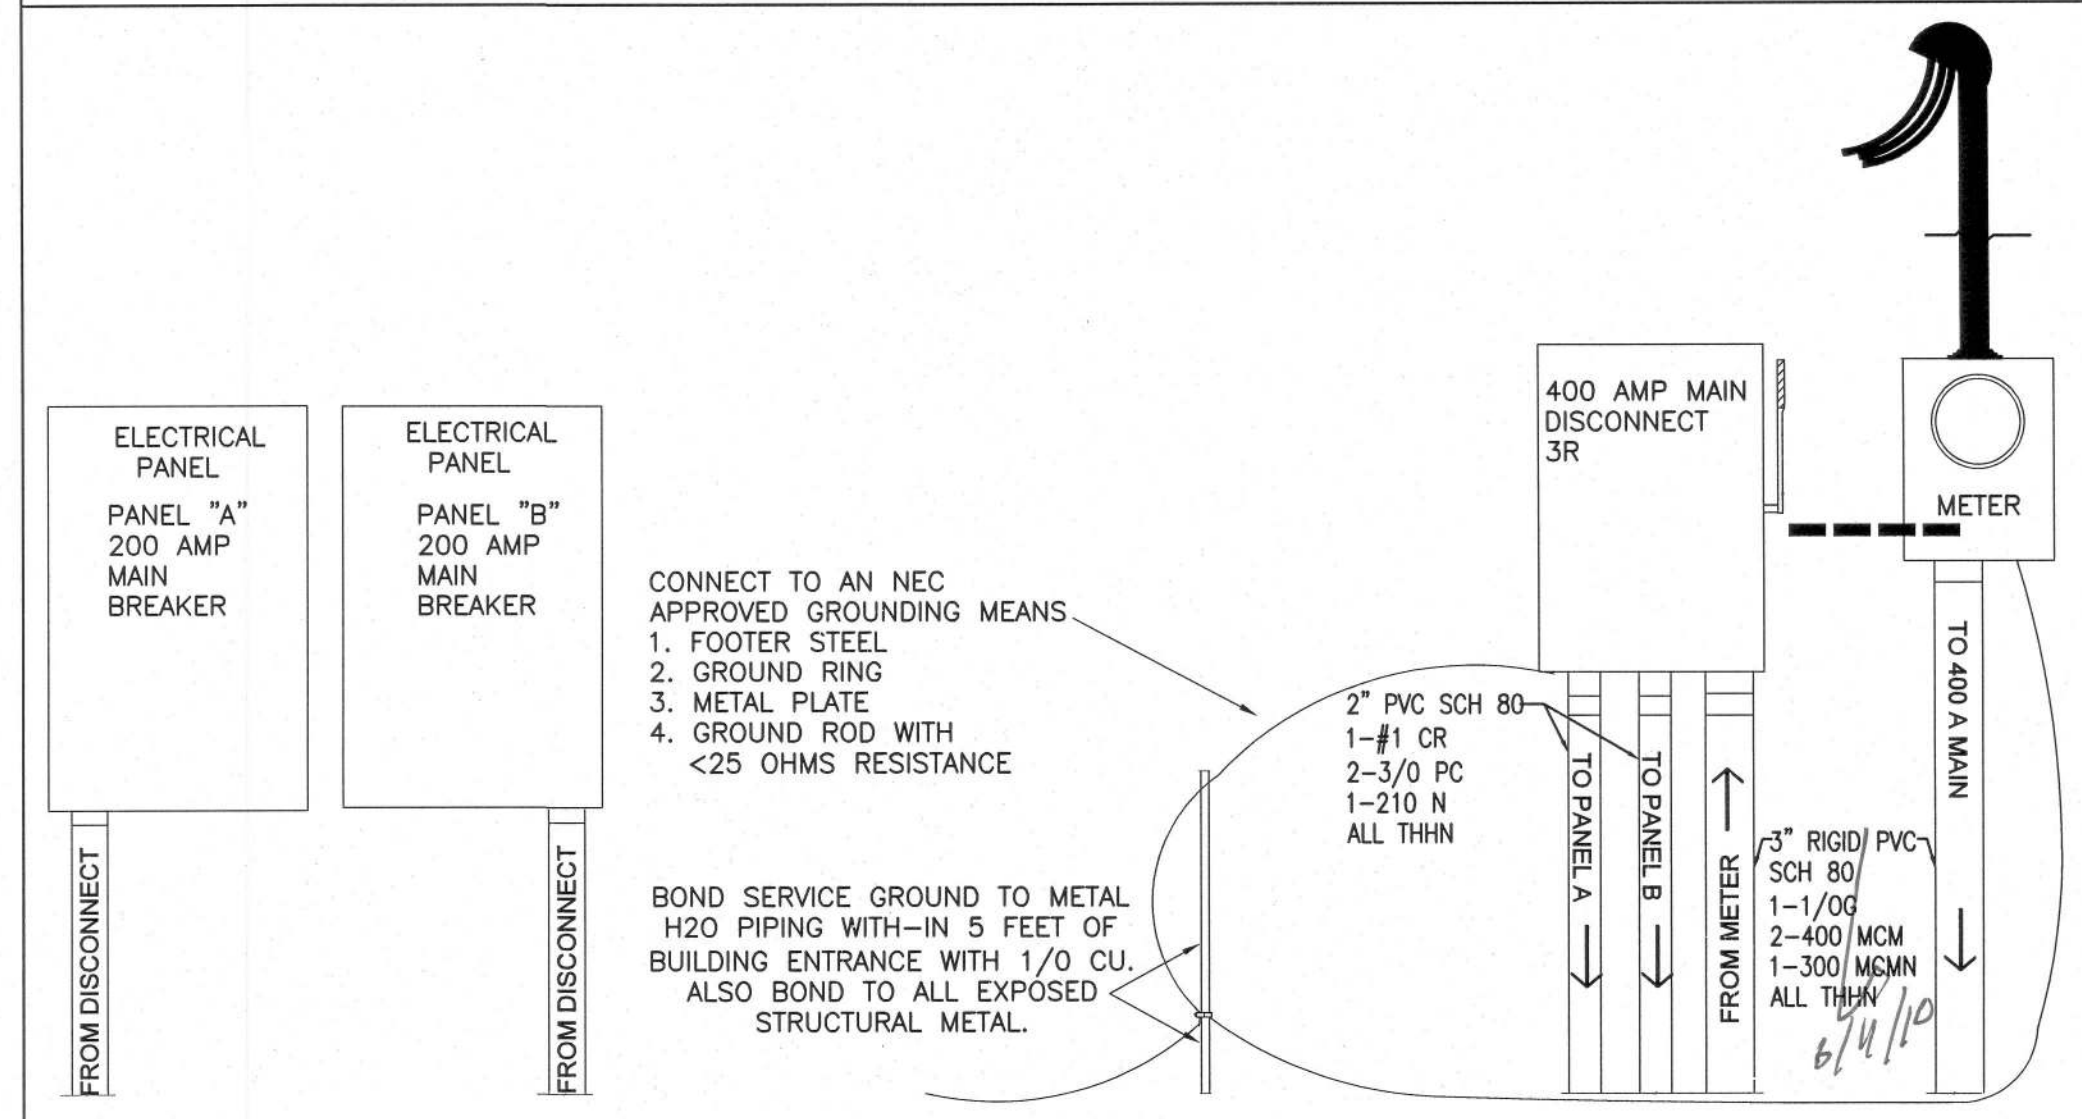 ELECTRICAL
PANEL
PANEL "A"
200 AMP
MAIN
BREAKER
FROM DISCONNECT
ELECTRICAL
PANEL
PANEL "B"
200 AMP
MAIN
BREAKER
FROM DISCONNECT
CONNECT TO AN NEC
APPROVED GROUNDING MEANS
1. FOOTER STEEL
2. GROUND RING
3. METAL PLATE
4. GROUND ROD WITH
<25 OHMS RESISTANCE
BOND SERVICE GROUND TO METAL
H2O PIPING WITH-IN 5 FEET OF
BUILDING ENTRANCE WITH 1/0 CU.
ALSO BOND TO ALL EXPOSED
STRUCTURAL METAL.
400 AMP MAIN
DISCONNECT
3R
2" PVC SCH 80
1-#1 CR
2-3/0 PC
1-210 N
ALL THHN
TO PANEL A
TO PANEL B
FROM METER
METER
TO 400 A MAIN
3" RIGID PVC
SCH 80
1-1/0G
2-400 MCM
1-300 MCMN
ALL THHN